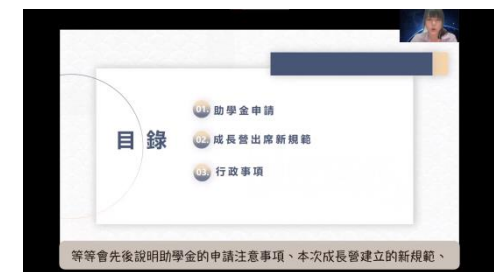 目錄
01. 助學金申請
02. 成長營出席新規範
03. 行政事項
等等會先後說明助學金的申請注意事項、本次成長營建立的新規範、